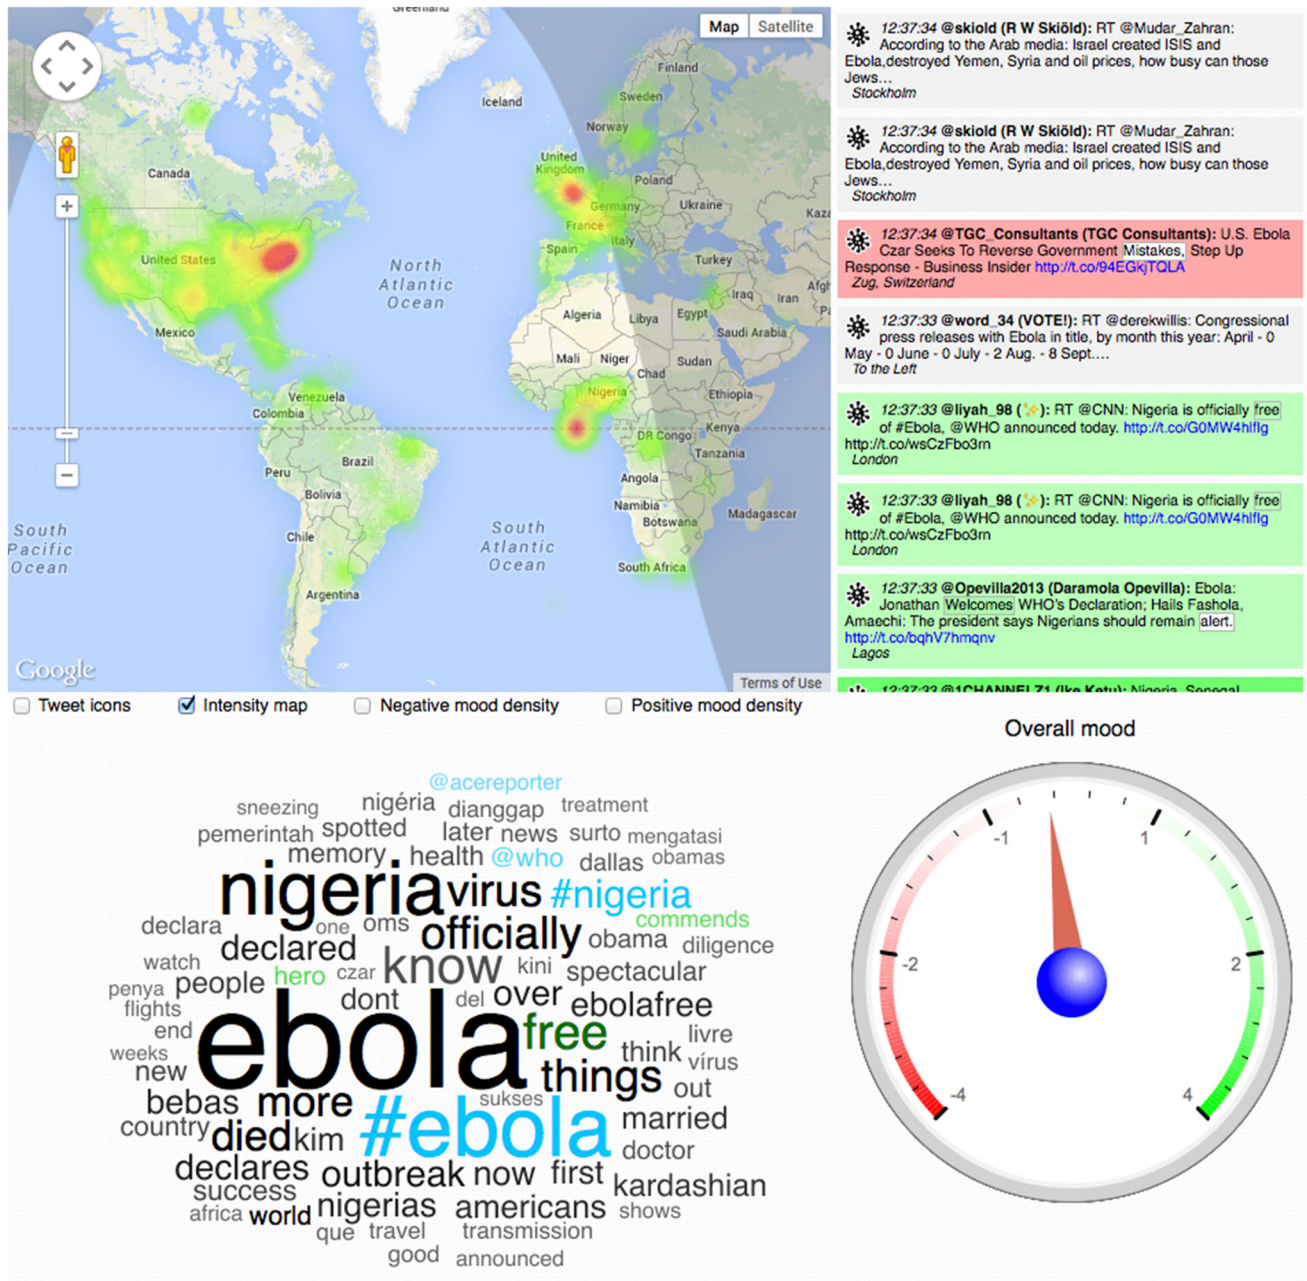 Greenland
Map
Satellite
Finland
Iceland
Sweden
Norway
Canada
United
Kingdom
Poland
Germany
Ukraine
Kaza
France
Italy
Spain
United States
Turkey
North
Atlantic
Ocean
Iraq
Iran
Afgh
Algeria
Libya
Egypt
Saudi Arabia
Mexico
Mali
Niger
Sudan
Chad
Ethiopia
Nigeria
Venezuela
Colombia
Kenya
DR Congo
Tanzania
Brazil
Peru
Angola
Bolivia
Namibia
Botswana
Madagascar
South
Pacific
Ocean
South
Atlantic
Ocean
Chile
South Africa
Argentina
Google
Terms of Use
12:37:34 @skiold (R W Skiöld): RT @Mudar_Zahran:
According to the Arab media: Israel created ISIS and
Ebola,destroyed Yemen, Syria and oil prices, how busy can those
Jews…
Stockholm
12:37:34 @skiold (R W Skiöld): RT @Mudar_Zahran:
According to the Arab media: Israel created ISIS and
Ebola,destroyed Yemen, Syria and oil prices, how busy can those
Jews…
Stockholm
12:37:34 @TGC_Consultants (TGC Consultants): U.S. Ebola
Czar Seeks To Reverse Government Mistakes, Step Up
Response - Business Insider http://t.co/94EGkjTQLA
Zug, Switzerland
12:37:33 @word_34 (VOTE!): RT @derekwillis: Congressional
press releases with Ebola in title, by month this year: April - 0
May - 0 June - 0 July - 2 Aug. - 8 Sept.…
To the Left
12:37:33 @liyah_98 (✨): RT @CNN: Nigeria is officially free
of #Ebola, @WHO announced today. http://t.co/G0MW4hlfIg
http://t.co/wsCzFbo3rn
London
12:37:33 @liyah_98 (✨): RT @CNN: Nigeria is officially free
of #Ebola, @WHO announced today. http://t.co/G0MW4hlfIg
http://t.co/wsCzFbo3rn
London
12:37:33 @Opevilla2013 (Daramola Opevilla): Ebola:
Jonathan Welcomes WHO's Declaration; Hails Fashola,
Amaechi: The president says Nigerians should remain alert.
http://t.co/bqhV7hmqnv
Lagos
12:37:33 @1CHANNELZ1 (Ike Ketu): Nigeria, Senegal
Tweet icons
Intensity map
Negative mood density
Positive mood density
@acereporter
sneezing nigéria dianggap treatment
pemerintah spotted later news surto mengatasi
memory health @who dallas obamas
nigeria virus #nigeria
declara one oms officially commends
declared obama diligence
watch know kini spectacular
penya people hero czar
flights dont del over ebolafree
end ebola free livre
weeks think vírus
new things out
bebas more sukses married
country died kim #ebola doctor
declares outbreak now first kardashian
success nigerias americans shows
africa world
que travel transmission
good announced
Overall mood
-1
1
-2
2
-4
4